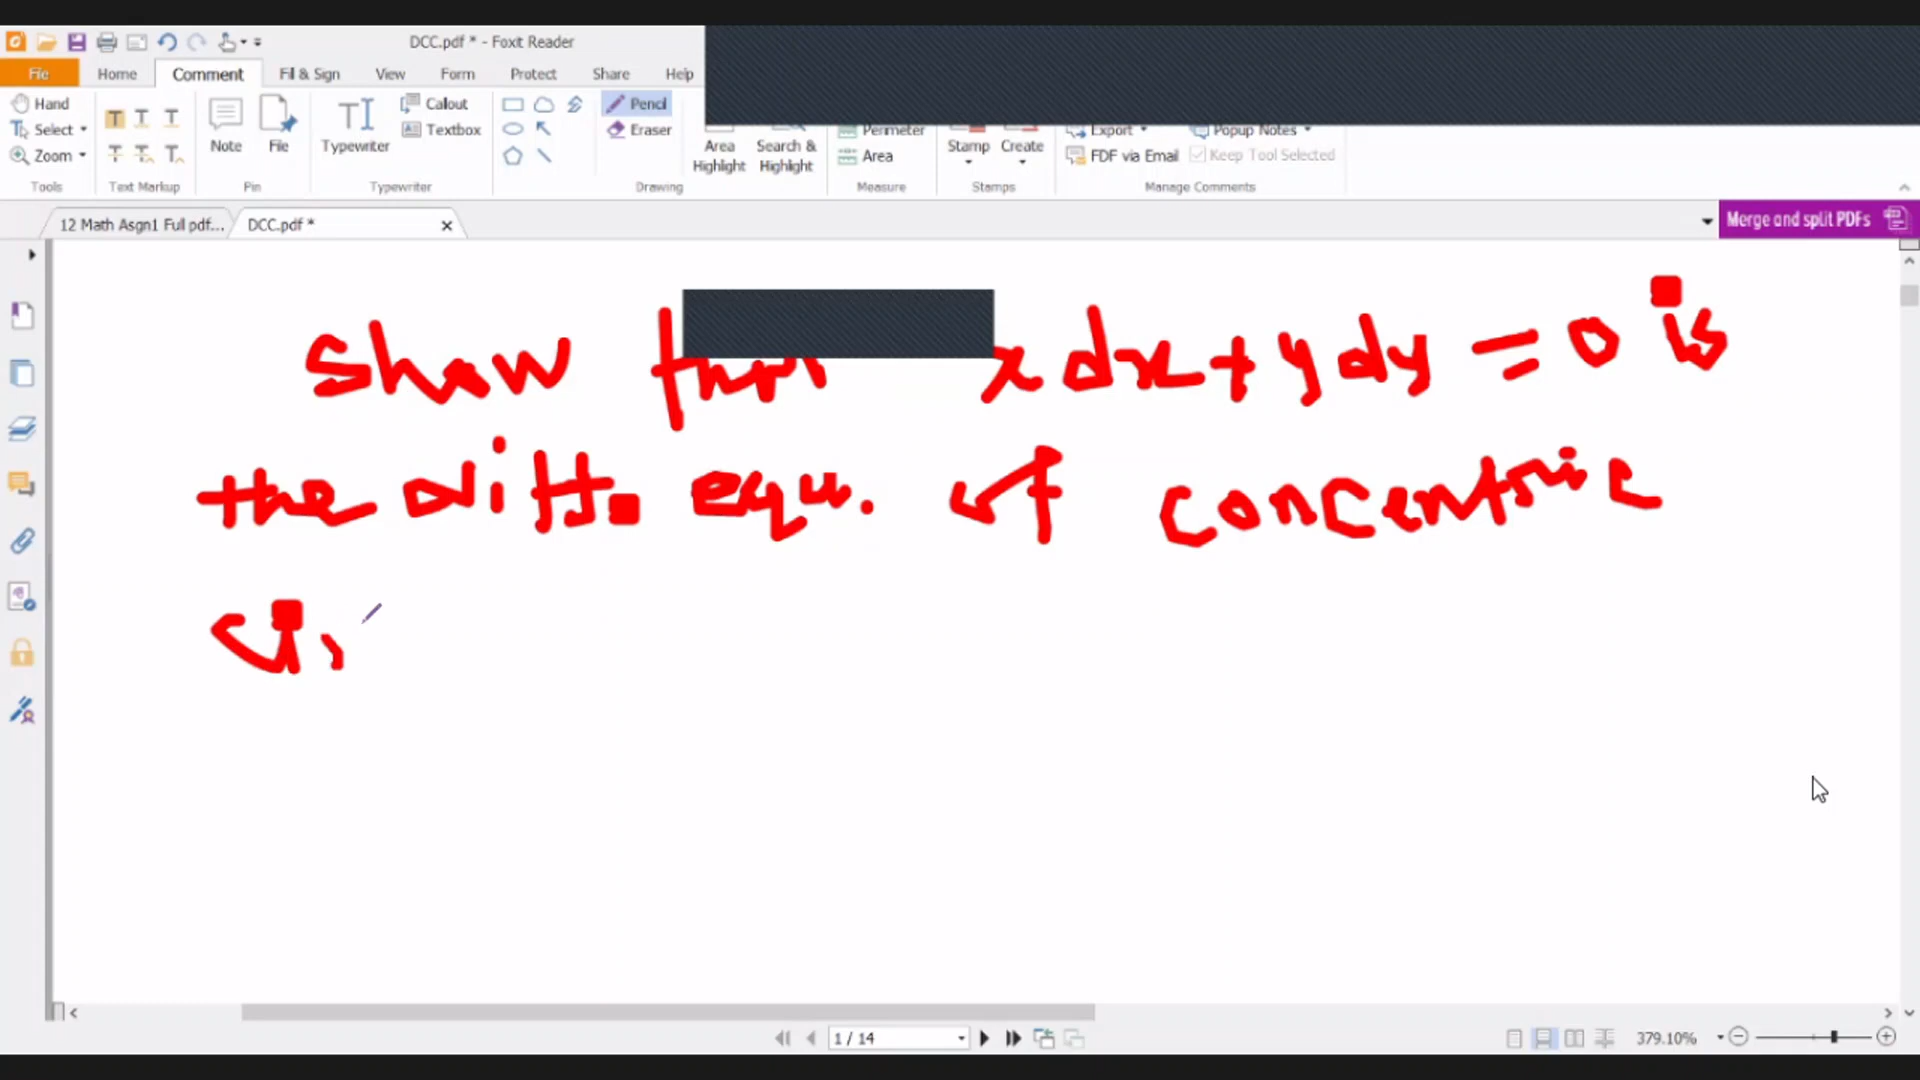 DCC.pdf * - Foxit Reader
File Home Comment Fill & Sign View Form Protect Share Help
Hand
Select
Zoom
Tools
Text Markup
Note
File
Pin
Typewriter
Callout
Textbox
Typewriter
Pencil
Eraser
Area Highlight
Search & Highlight
Drawing
Perimeter
Area
Measure
Stamp
Create
Stamps
Export
FDF via Email
Popup Notes
Keep Tool Selected
Manage Comments
12 Math Asgn1 Full pdf...
DCC.pdf *
Merge and split PDFs
Show that x dx + y dy = 0 is
the diff. equ. of concentric
1 / 14
379.10%